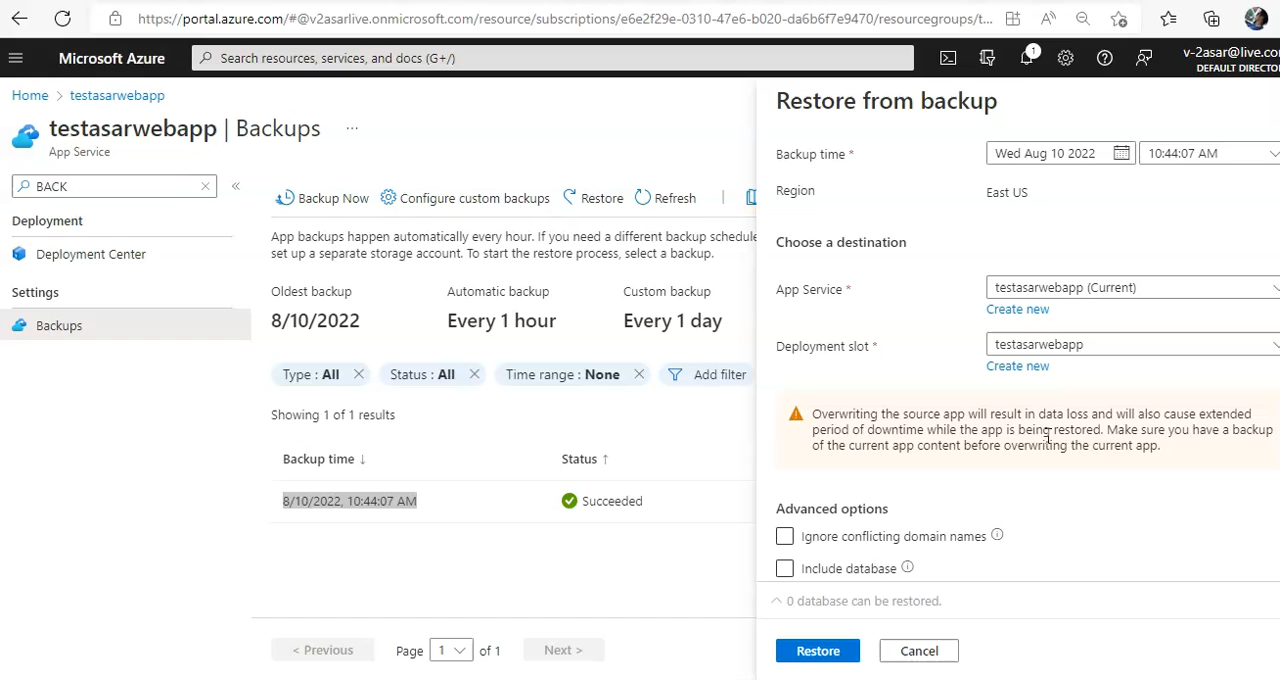 https://portal.azure.com/#@v2asarlive.onmicrosoft.com/resource/subscriptions/e6e2f29e-0310-47e6-b020-da6b6f7e9470/resourcegroups/t...
Microsoft Azure
Search resources, services, and docs (G+/)
1
v-2asar@live.co
DEFAULT DIRECTO
Home > testasarwebapp
testasarwebapp | Backups ...
App Service
BACK
Deployment
Deployment Center
Settings
Backups
Backup Now Configure custom backups Restore Refresh
App backups happen automatically every hour. If you need a different backup schedule
set up a separate storage account. To start the restore process, select a backup.
Oldest backup Automatic backup Custom backup
8/10/2022 Every 1 hour Every 1 day
Type : All Status : All Time range : None Add filter
Showing 1 of 1 results
Backup time ↓ Status ↑
8/10/2022, 10:44:07 AM Succeeded
< Previous Page 1 of 1 Next >
Restore from backup
Backup time * Wed Aug 10 2022 10:44:07 AM
Region East US
Choose a destination
App Service * testasarwebapp (Current)
Create new
Deployment slot * testasarwebapp
Create new
Overwriting the source app will result in data loss and will also cause extended
period of downtime while the app is being restored. Make sure you have a backup
of the current app content before overwriting the current app.
Advanced options
Ignore conflicting domain names
Include database
0 database can be restored.
Restore Cancel